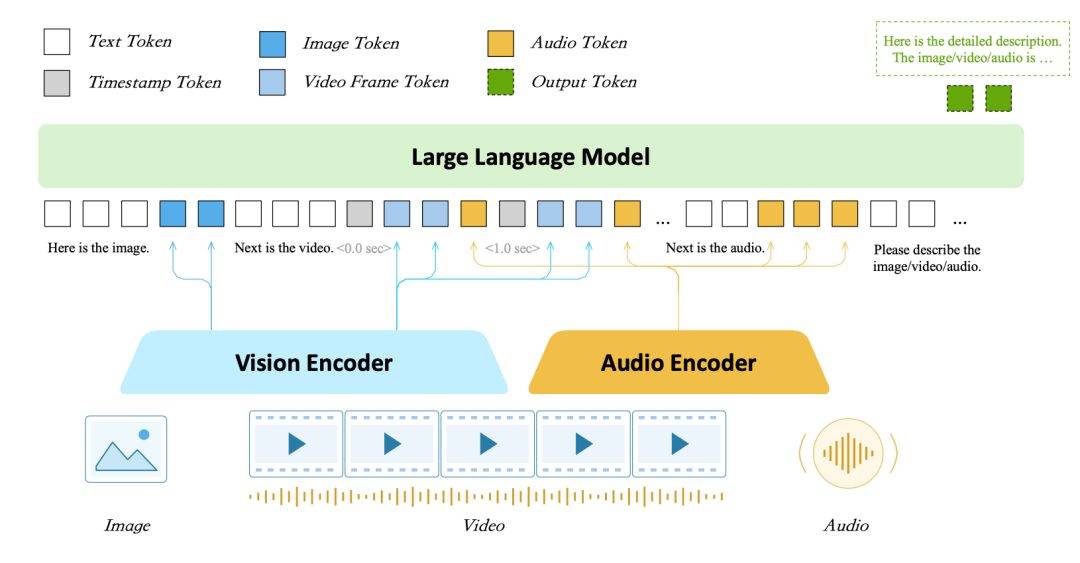 Text Token
Image Token
Audio Token
Timestamp Token
Video Frame Token
Output Token
Here is the detailed description.
The image/video/audio is …
Large Language Model
...
...
Here is the image.
Next is the video.
<0.0 sec>
<1.0 sec>
Next is the audio.
Please describe the
image/video/audio.
Vision Encoder
Audio Encoder
Image
Video
Audio